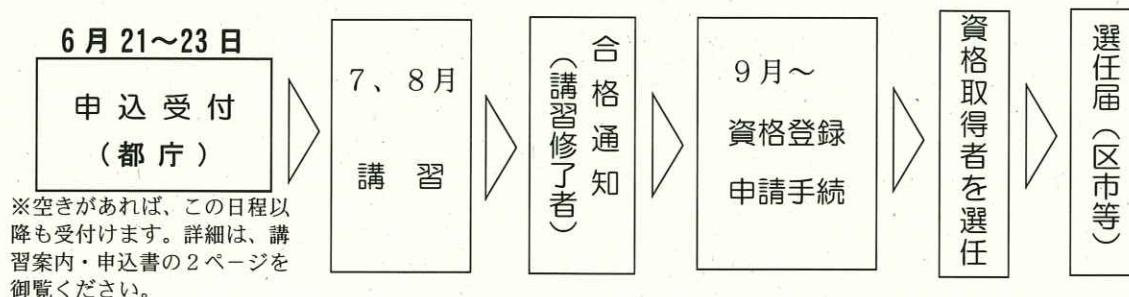 6月21～23日
申込受付
（都庁）
※空きがあれば、この日程以
降も受付けます。詳細は、講
習案内・申込書の2ページを
御覧ください。
7、8月
講習
合格通知
（講習修了者）
9月～
資格登録
申請手続
資格取得者を選任
選任届（区市等）